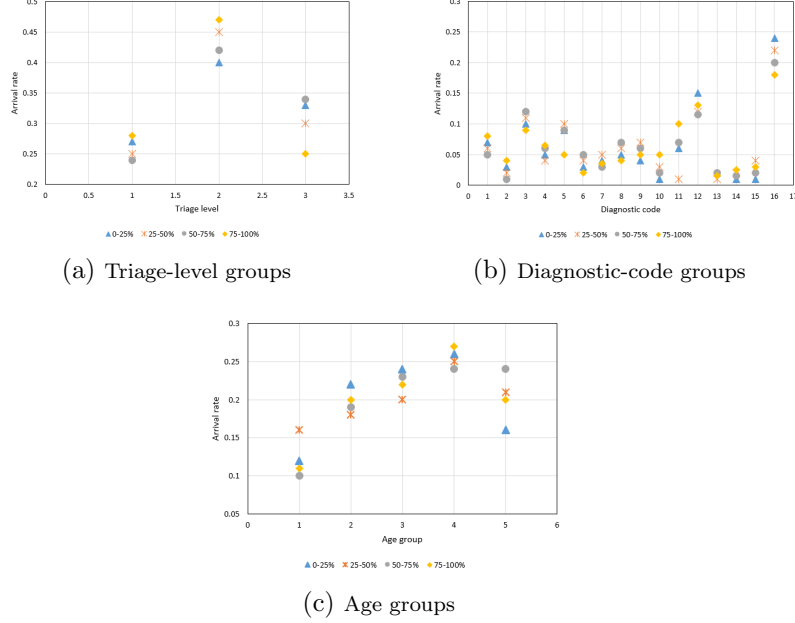 0.5
0.45
0.4
0.35
0.3
0.25
0.2
Arrival rate
0 0.5 1 1.5 2 2.5 3 3.5
Triage level
0-25% 25-50% 50-75% 75-100%
(a) Triage-level groups
0.3
0.25
0.2
0.15
0.1
0.05
0
Arrival rate
0 1 2 3 4 5 6 7 8 9 10 11 12 13 14 15 16 17
Diagnostic code
0-25% 25-50% 50-75% 75-100%
(b) Diagnostic-code groups
0.3
0.25
0.2
0.15
0.1
0.05
Arrival rate
0 1 2 3 4 5 6
Age group
0-25% 25-50% 50-75% 75-100%
(c) Age groups